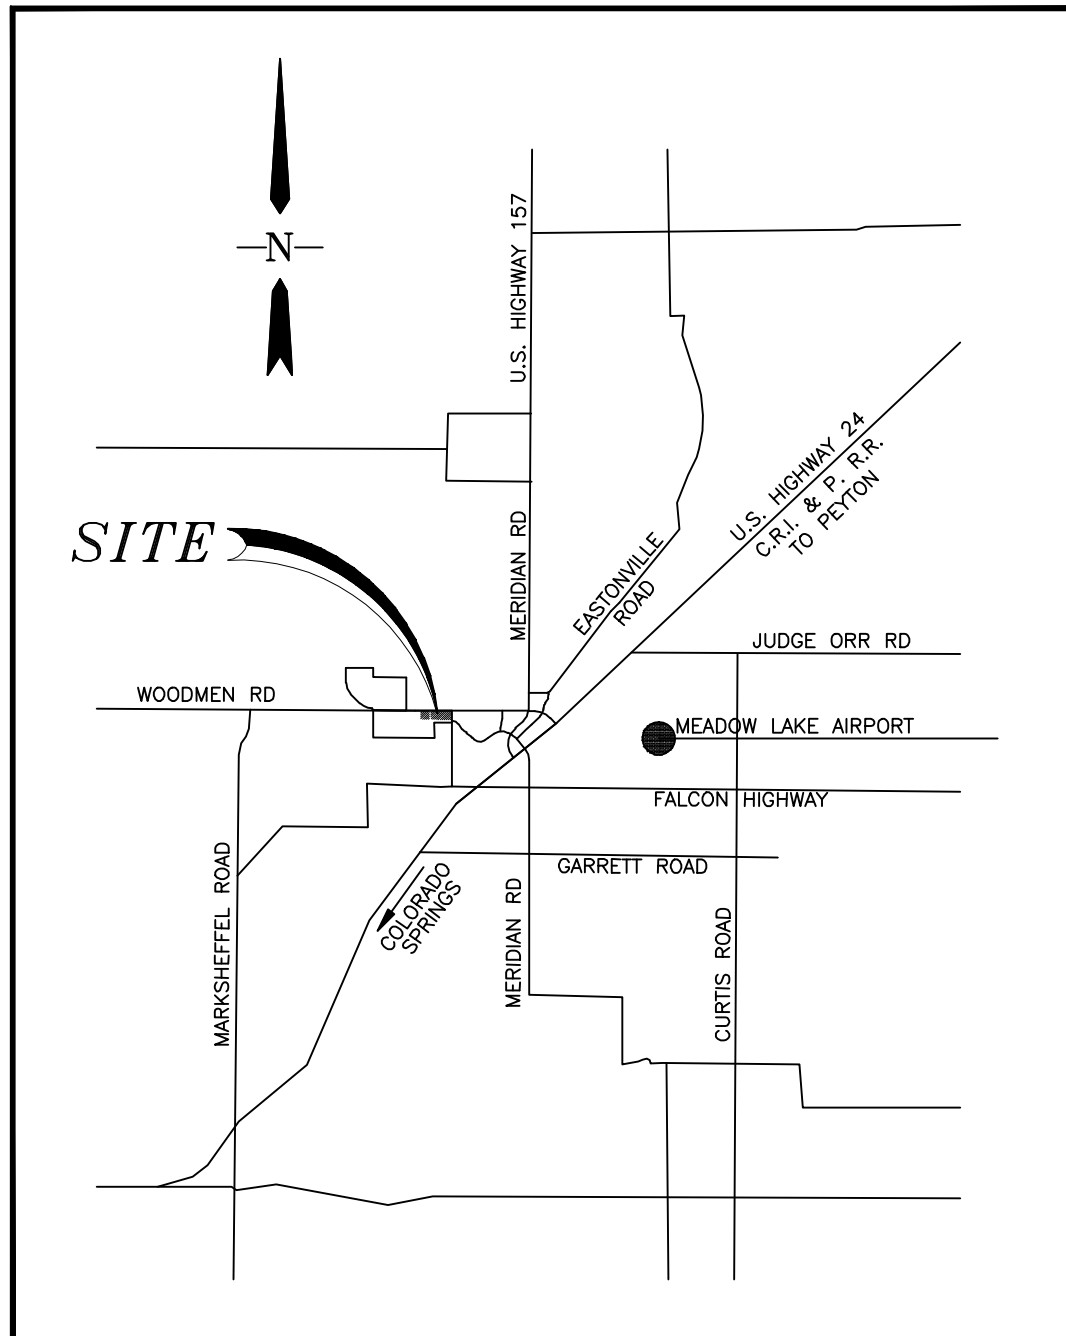 N
U.S. HIGHWAY 157
U.S. HIGHWAY 24
C.R.I. & P. R.R.
TO PEYTON
SITE
MERIDIAN RD
EASTONVILLE
ROAD
JUDGE ORR RD
WOODMEN RD
MEADOW LAKE AIRPORT
FALCON HIGHWAY
GARRETT ROAD
MARKSHEFFEL ROAD
COLORADO
SPRINGS
MERIDIAN RD
CURTIS ROAD